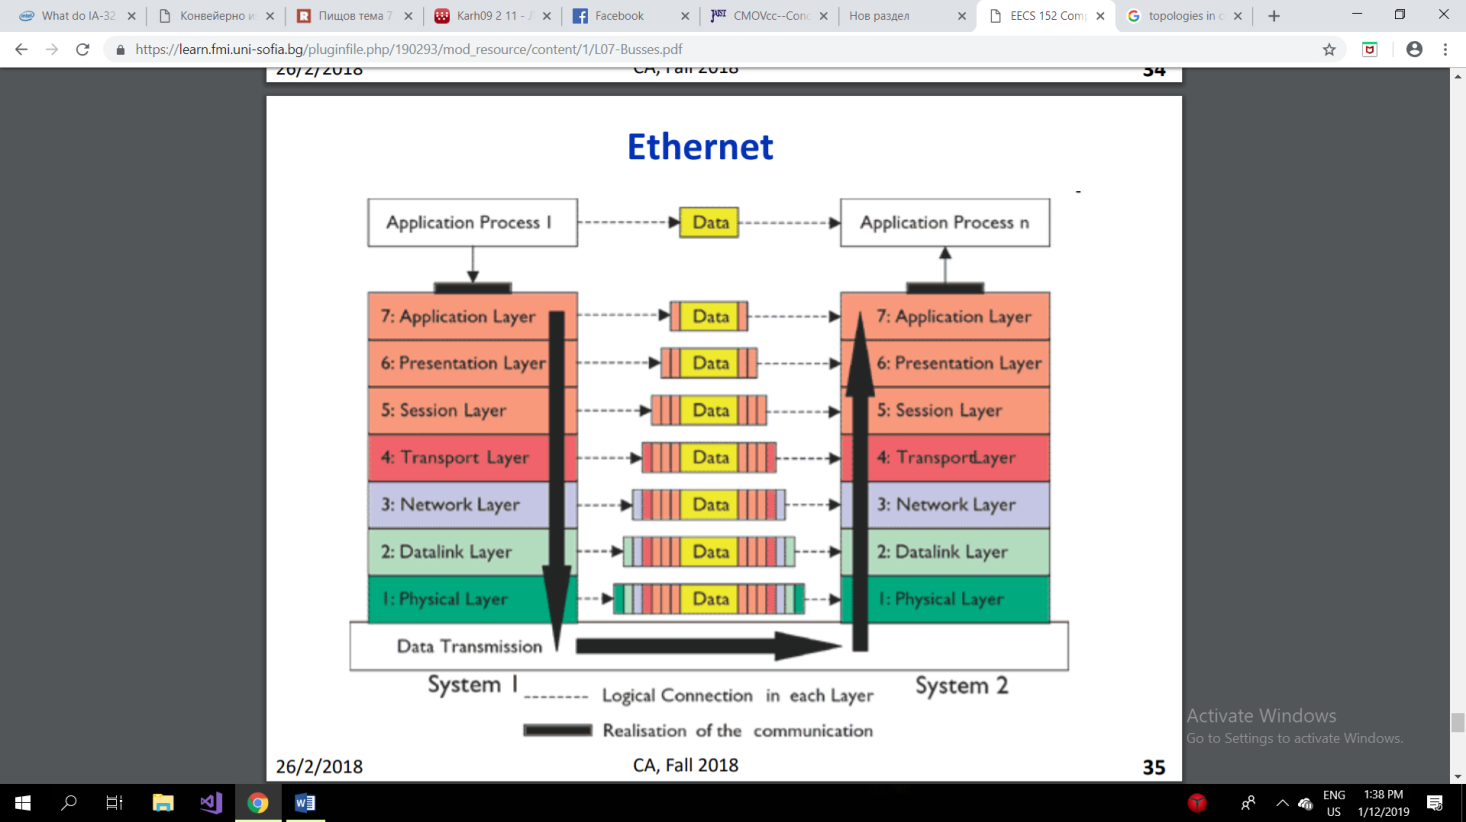 What do IA-32
Конвейерно и
Пищов тема 7
Karh09 2 11 - Л
Facebook
CMOVcc--Conc
Нов раздел
EECS 152 Com
topologies in c
https://learn.fmi.uni-sofia.bg/pluginfile.php/190293/mod_resource/content/1/L07-Busses.pdf
26/2/2018 CA, Fall 2018 34
Ethernet
Application Process 1 Data Application Process n
7: Application Layer Data 7: Application Layer
6: Presentation Layer Data 6: Presentation Layer
5: Session Layer Data 5: Session Layer
4: Transport Layer Data 4: TransportLayer
3: Network Layer Data 3: Network Layer
2: Datalink Layer Data 2: Datalink Layer
1: Physical Layer Data 1: Physical Layer
Data Transmission
System 1 System 2
Logical Connection in each Layer
Realisation of the communication
Activate Windows
Go to Settings to activate Windows.
26/2/2018 CA, Fall 2018 35
ENG 1:38 PM
US 1/12/2019